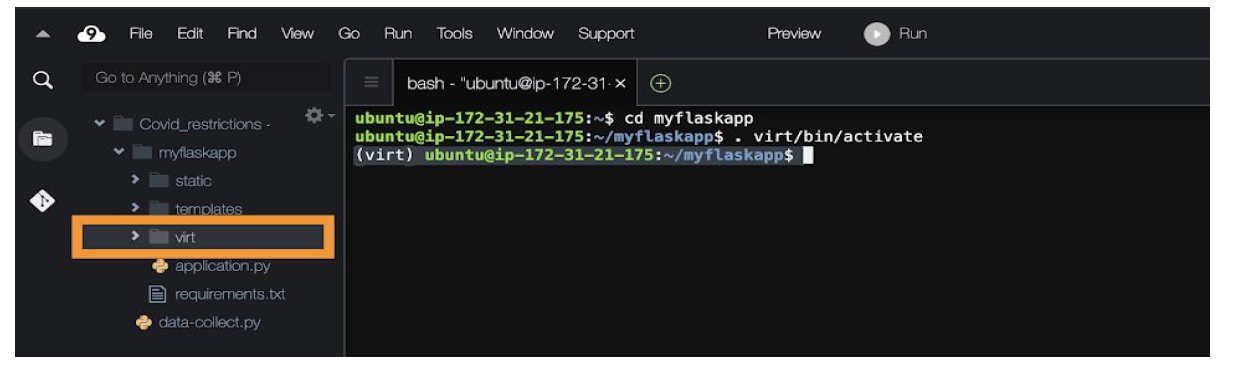 File Edit Find View Go Run Tools Window Support Preview Run
Go to Anything (⌘ P)
bash - "ubuntu@ip-172-31-
Covid_restrictions -
myflaskapp
static
templates
virt
application.py
requirements.txt
data-collect.py
ubuntu@ip-172-31-21-175:~$ cd myflaskapp
ubuntu@ip-172-31-21-175:~/myflaskapp$ . virt/bin/activate
(virt) ubuntu@ip-172-31-21-175:~/myflaskapp$